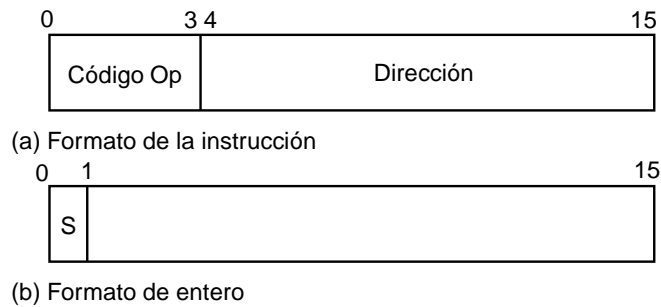 0 3 4 15
Código Op Dirección
(a) Formato de la instrucción
0 1 15
S
(b) Formato de entero